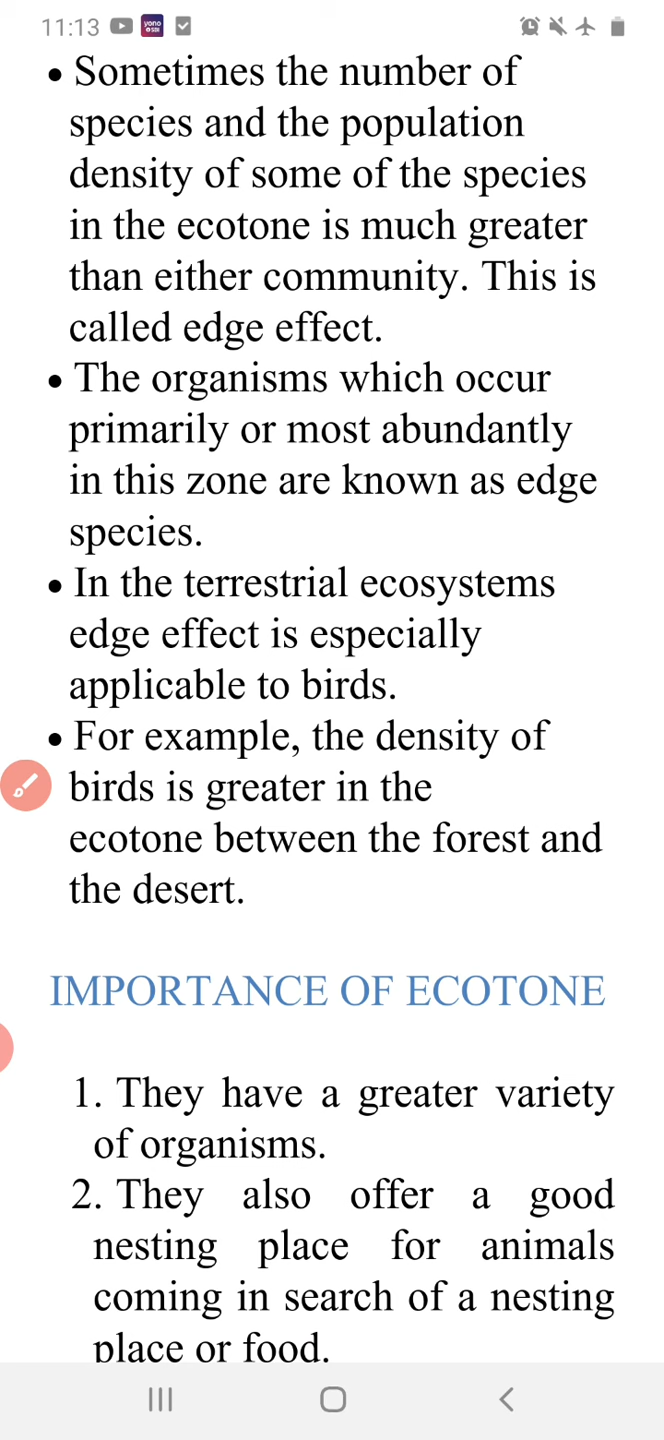 11:13
yono
SBI
• Sometimes the number of
species and the population
density of some of the species
in the ecotone is much greater
than either community. This is
called edge effect.
• The organisms which occur
primarily or most abundantly
in this zone are known as edge
species.
• In the terrestrial ecosystems
edge effect is especially
applicable to birds.
• For example, the density of
birds is greater in the
ecotone between the forest and
the desert.
IMPORTANCE OF ECOTONE
1. They have a greater variety
of organisms.
2. They also offer a good
nesting place for animals
coming in search of a nesting
place or food.